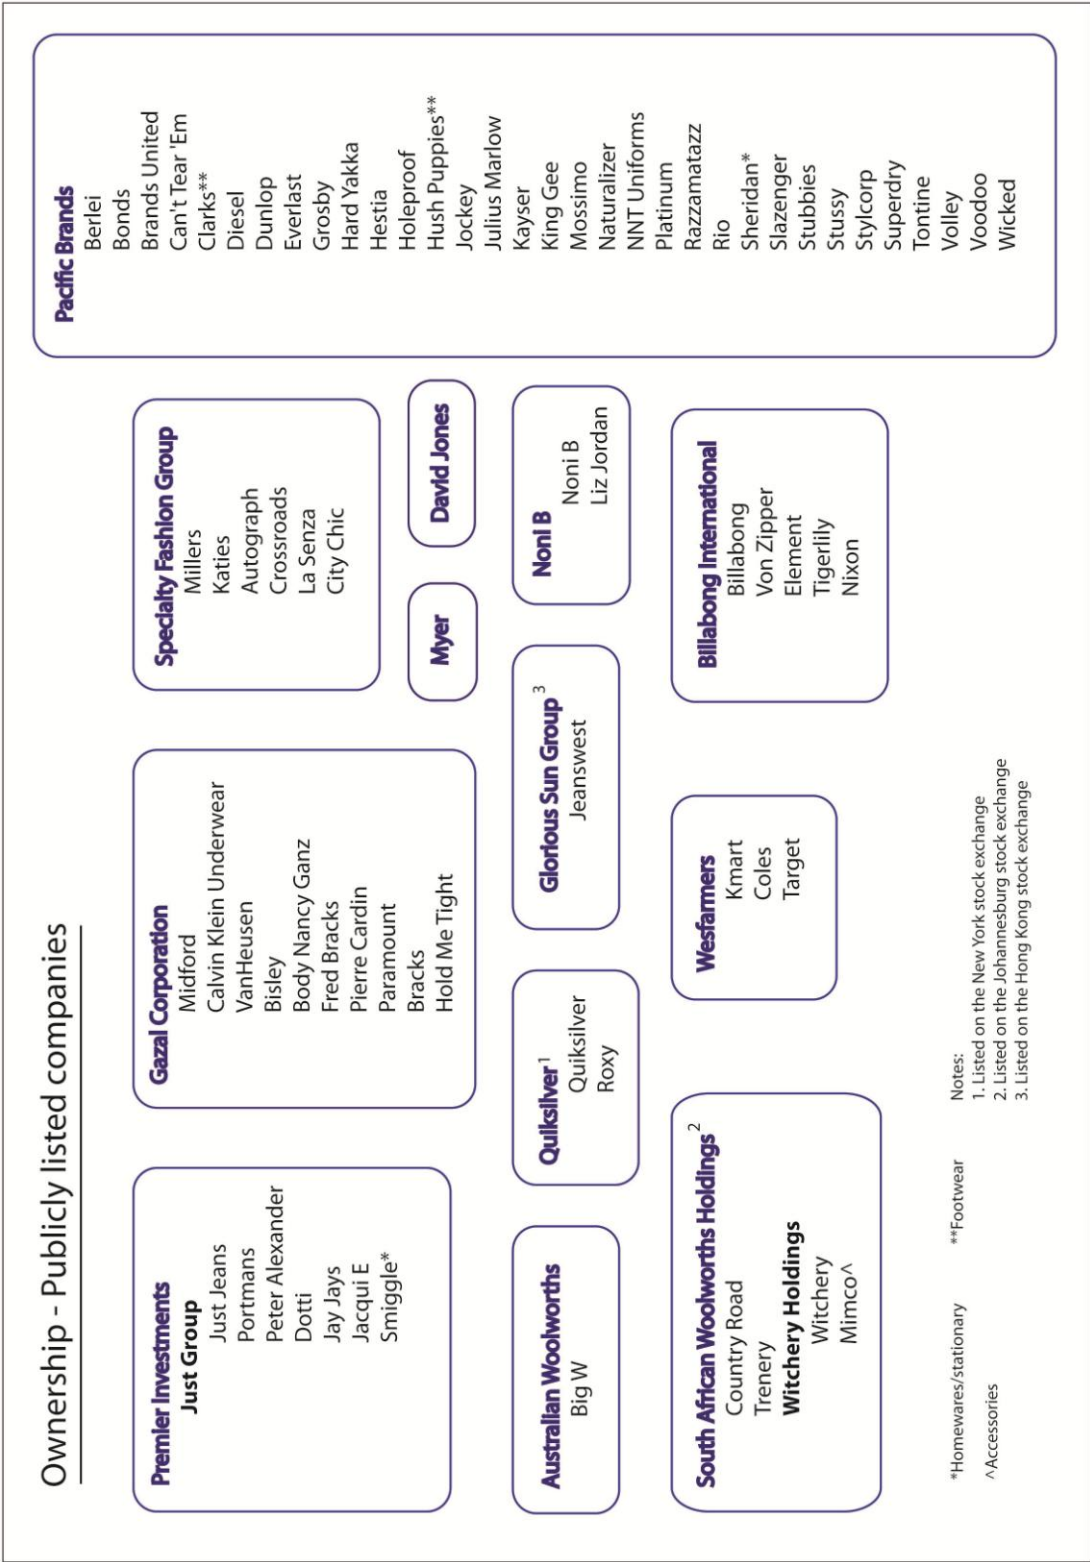 Ownership - Publicly listed companies
Premier Investments
Just Group
Just Jeans
Portmans
Peter Alexander
Dotti
Jay Jays
Jacqui E
Smiggle*
Gazal Corporation
Midford
Calvin Klein Underwear
VanHeusen
Bisley
Body Nancy Ganz
Fred Bracks
Pierre Cardin
Paramount
Bracks
Hold Me Tight
Specialty Fashion Group
Millers
Katies
Autograph
Crossroads
La Senza
City Chic
Myer
David Jones
Pacific Brands
Berlei
Bonds
Brands United
Can't Tear 'Em
Clarks**
Diesel
Dunlop
Everlast
Grosby
Hard Yakka
Hestia
Holeproof
Hush Puppies**
Jockey
Julius Marlow
Kayser
King Gee
Mossimo
Naturalizer
NNT Uniforms
Platinum
Razzamatazz
Rio
Sheridan*
Slazenger
Stubbies
Stussy
Stylcorp
Superdry
Tontine
Volley
Voodoo
Wicked
Australian Woolworths
Big W
Quiksilver1
Quiksilver
Roxy
Glorious Sun Group3
Jeanswest
Noni B
Noni B
Liz Jordan
South African Woolworths Holdings2
Country Road
Trenery
Witchery Holdings
Witchery
Mimco^
Wesfarmers
Kmart
Coles
Target
Billabong International
Billabong
Von Zipper
Element
Tigerlily
Nixon
*Homewares/stationary
**Footwear
^Accessories
Notes:
1. Listed on the New York stock exchange
2. Listed on the Johannesburg stock exchange
3. Listed on the Hong Kong stock exchange